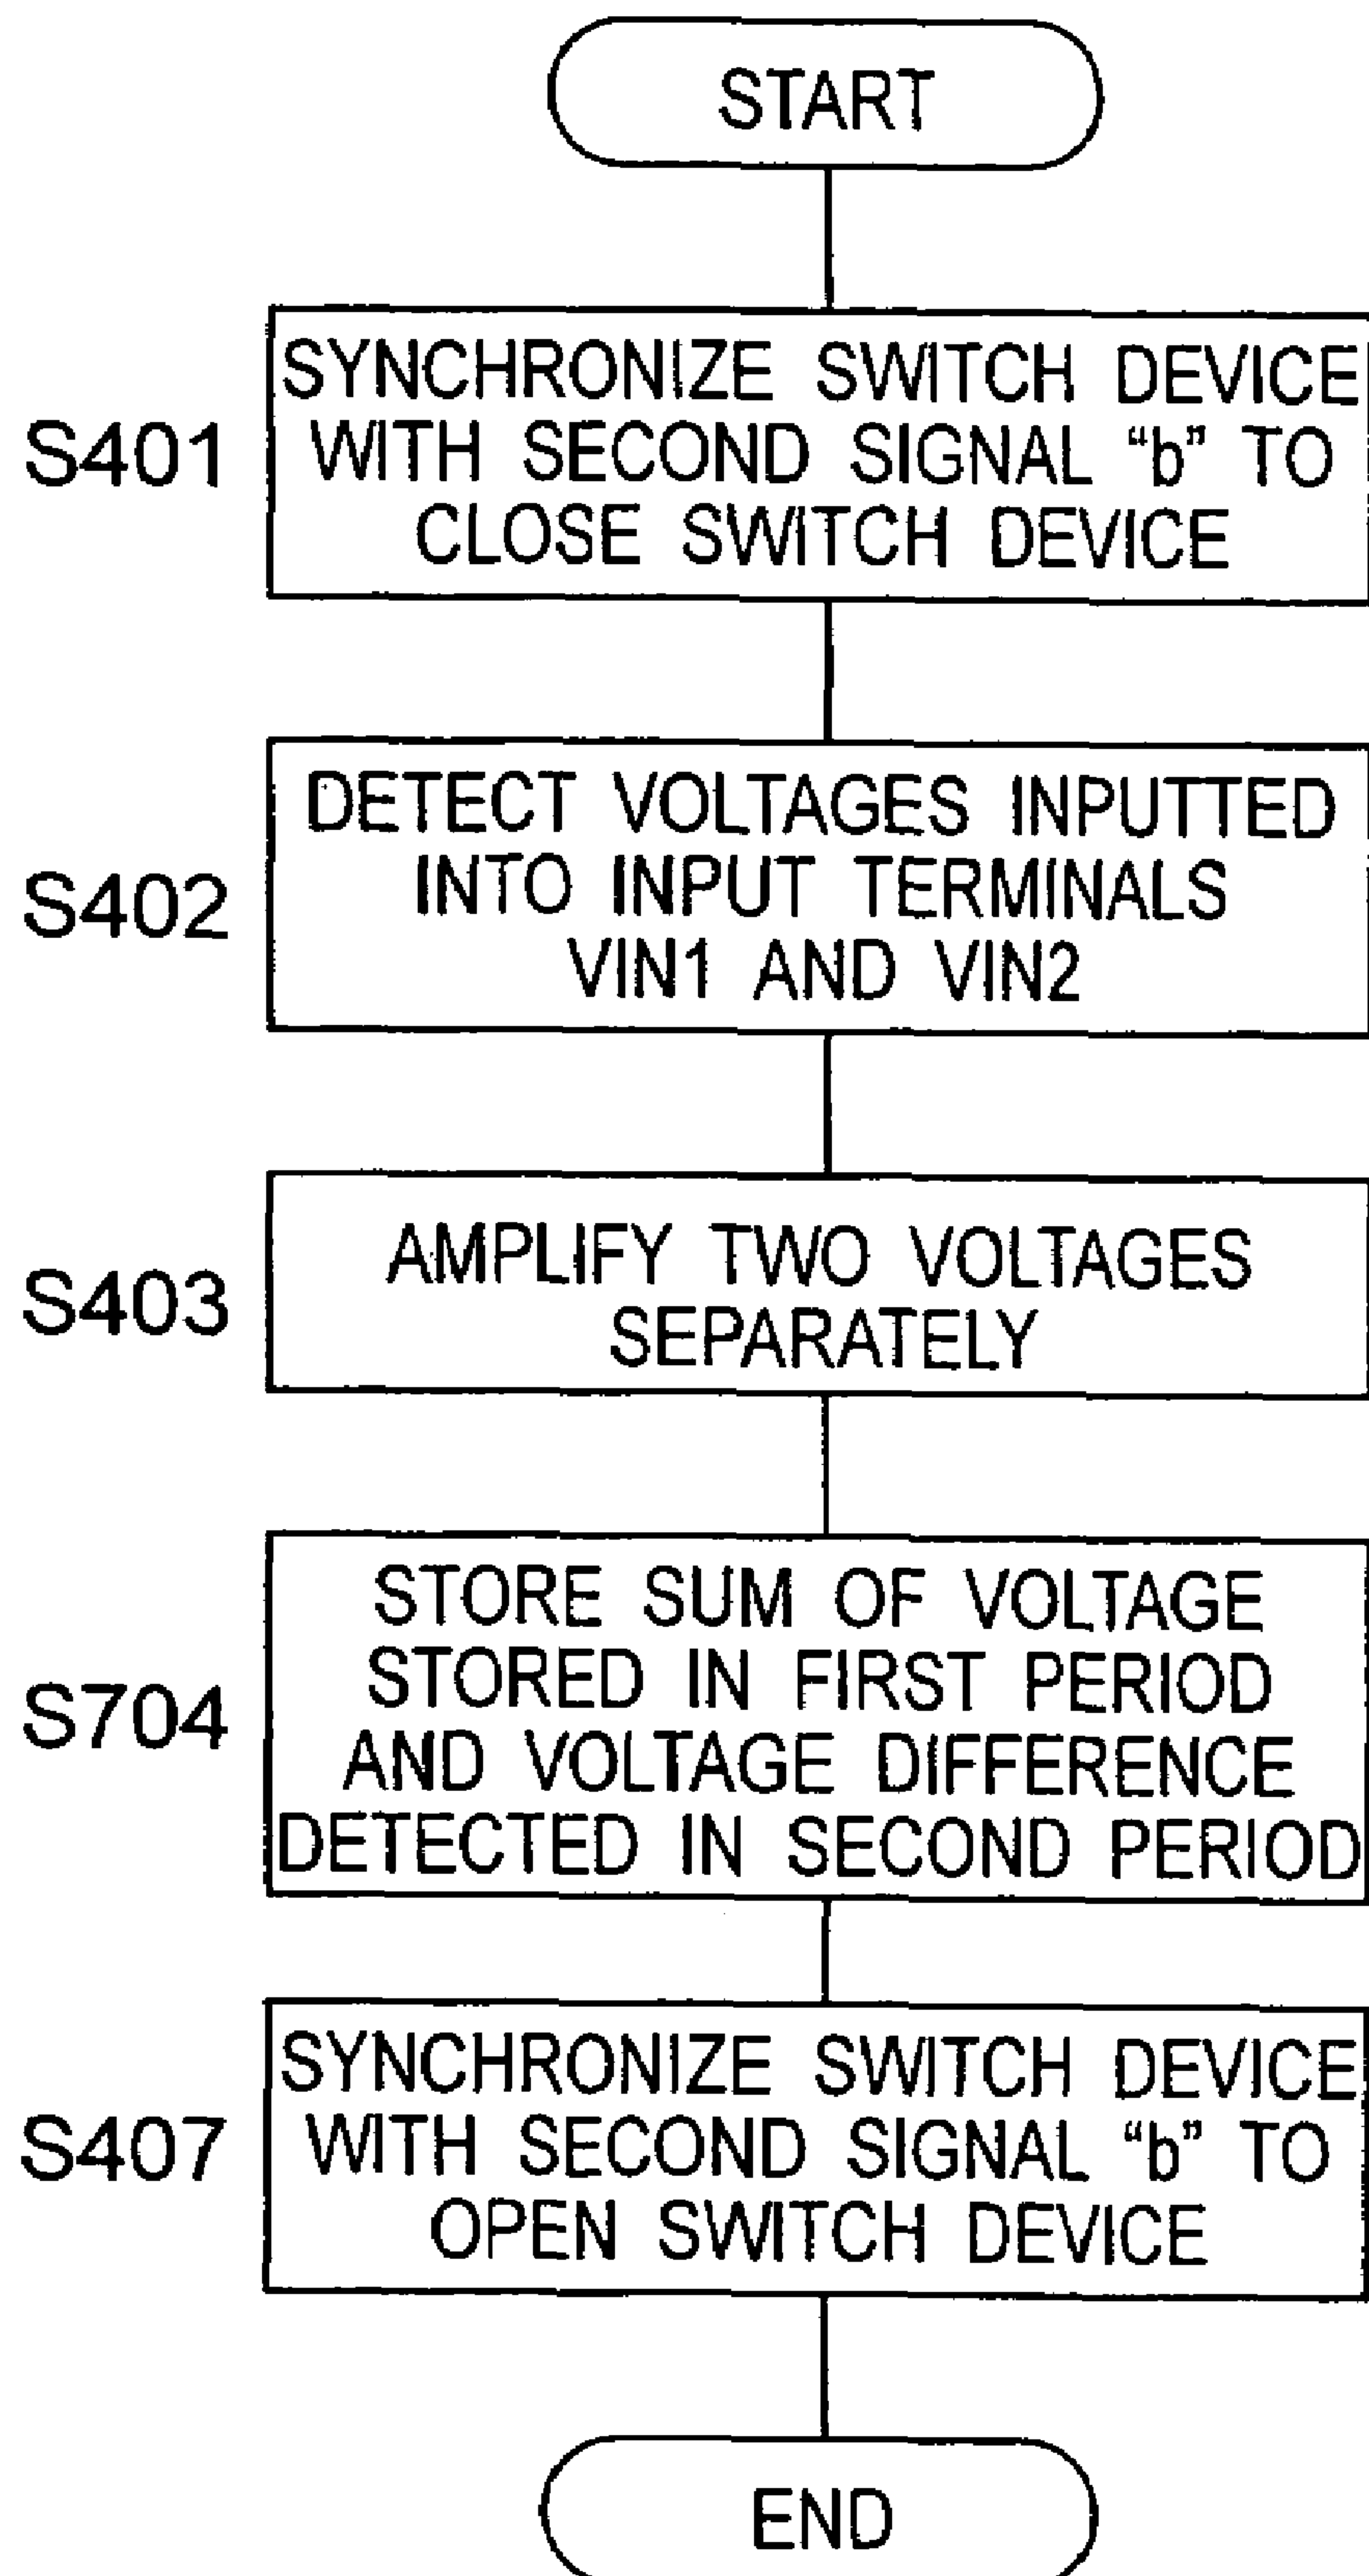 START
S401
SYNCHRONIZE SWITCH DEVICE
WITH SECOND SIGNAL “b” TO
CLOSE SWITCH DEVICE
S402
DETECT VOLTAGES INPUTTED
INTO INPUT TERMINALS
VIN1 AND VIN2
S403
AMPLIFY TWO VOLTAGES
SEPARATELY
S704
STORE SUM OF VOLTAGE
STORED IN FIRST PERIOD
AND VOLTAGE DIFFERENCE
DETECTED IN SECOND PERIOD
S407
SYNCHRONIZE SWITCH DEVICE
WITH SECOND SIGNAL “b” TO
OPEN SWITCH DEVICE
END